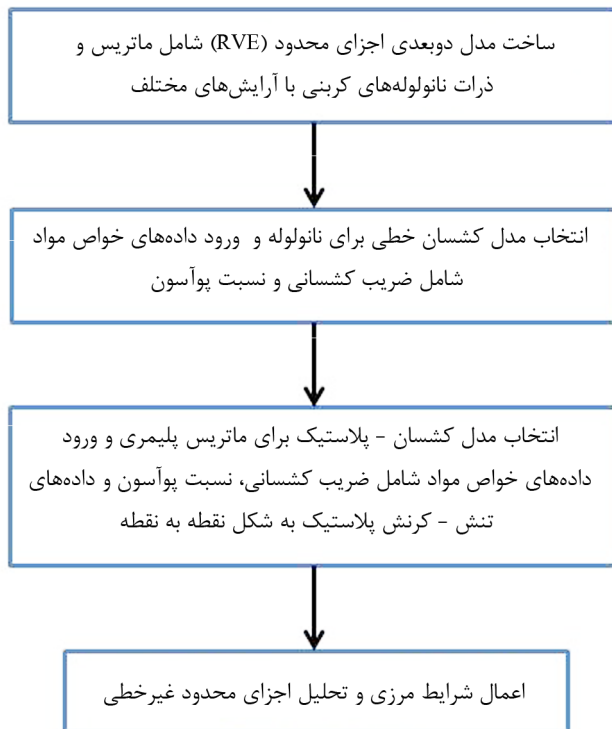 ساخت مدل دوبعدی اجزای محدود (RVE) شامل ماتریس و
ذرات نانولوله‌های کربنی با آرایش‌های مختلف
انتخاب مدل کشسان خطی برای نانولوله و ورود داده‌های خواص مواد
شامل ضریب کشسانی و نسبت پوآسون
انتخاب مدل کشسان - پلاستیک برای ماتریس پلیمری و ورود
داده‌های خواص مواد شامل ضریب کشسانی، نسبت پوآسون و داده‌های
تنش - کرنش پلاستیک به شکل نقطه به نقطه
اعمال شرایط مرزی و تحلیل اجزای محدود غیرخطی